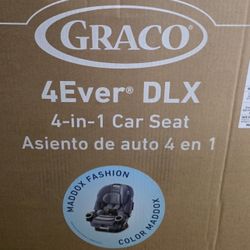 GRACO®
4Ever® DLX
4-in-1 Car Seat
Asiento de auto 4 en 1
MADDOX FASHION
COLOR MADDOX